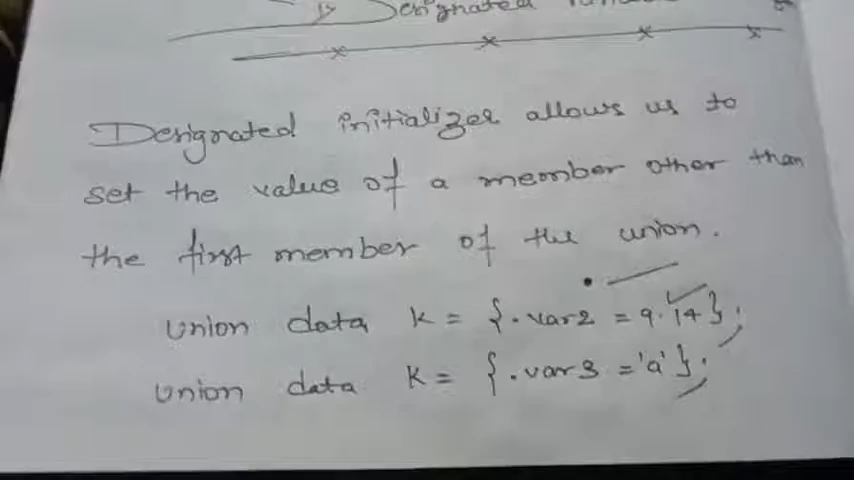 Designated
Designated initializer allows us to
set the value of a member other than
the first member of the union.
union data k = {.var2 = 9.14};
union data k = {.var3 = 'a'};